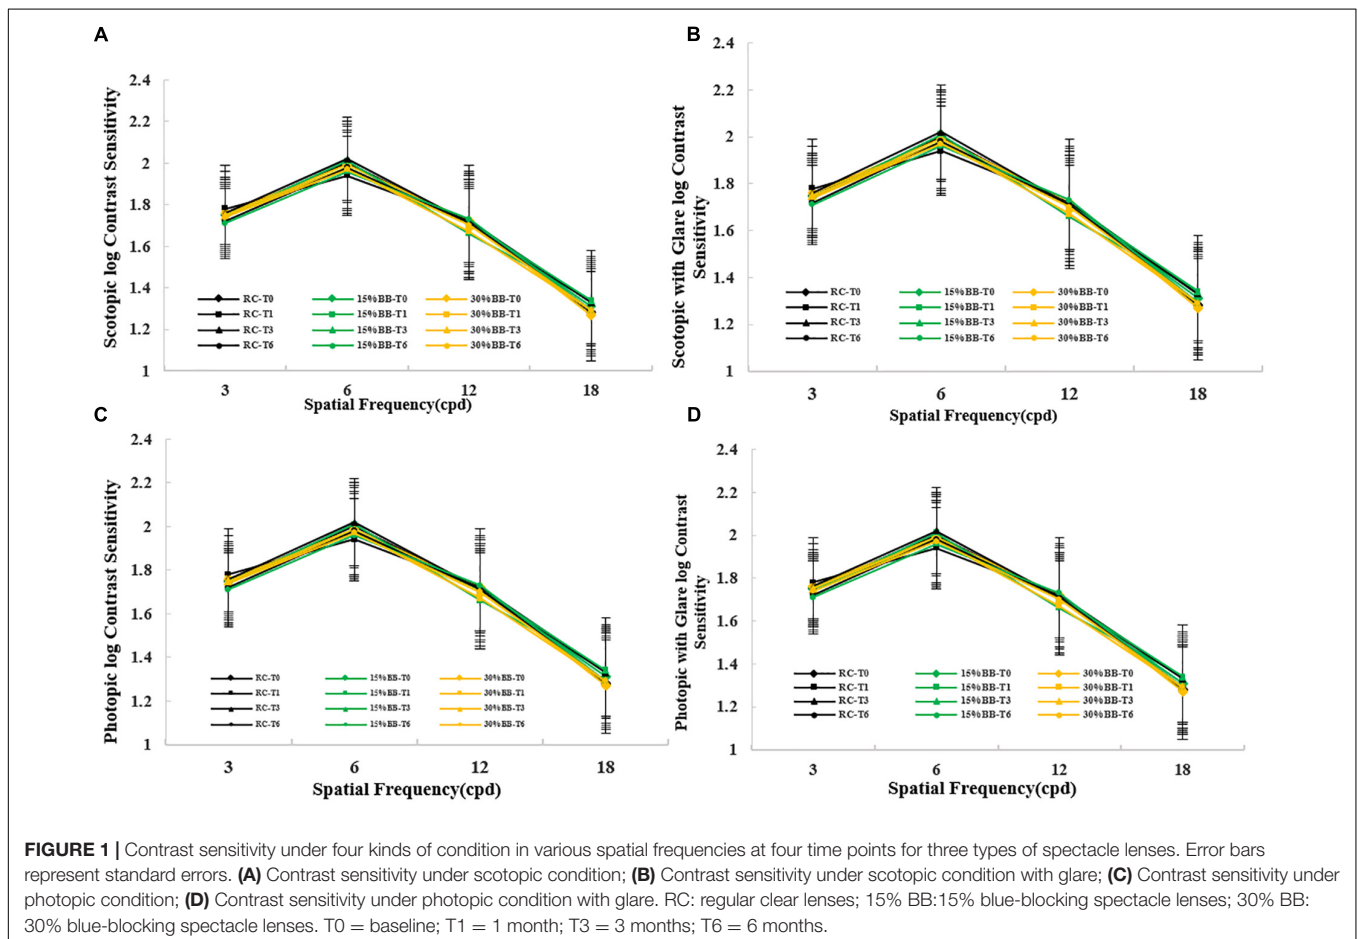 A
Scotopic log Contrast Sensitivity
2.4
2.2
2
1.8
1.6
1.4
1.2
1
RC-T0 15%BB-T0 30%BB-T0
RC-T1 15%BB-T1 30%BB-T1
RC-T3 15%BB-T3 30%BB-T3
RC-T6 15%BB-T6 30%BB-T6
3 6 12 18
Spatial Frequency(cpd)
B
Scotopic with Glare log Contrast
Sensitivity
2.4
2.2
2
1.8
1.6
1.4
1.2
1
RC-T0 15%BB-T0 30%BB-T0
RC-T1 15%BB-T1 30%BB-T1
RC-T3 15%BB-T3 30%BB-T3
RC-T6 15%BB-T6 30%BB-T6
3 6 12 18
Spatial Frequency(cpd)
C
Photopic log Contrast Sensitivity
2.4
2.2
2
1.8
1.6
1.4
1.2
1
RC-T0 15%BB-T0 30%BB-T0
RC-T1 15%BB-T1 30%BB-T1
RC-T3 15%BB-T3 30%BB-T3
RC-T6 15%BB-T6 30%BB-T6
3 6 12 18
Spatial Frequency(cpd)
D
Photopic with Glare log Contrast
Sensitivity
2.4
2.2
2
1.8
1.6
1.4
1.2
1
RC-T0 15%BB-T0 30%BB-T0
RC-T1 15%BB-T1 30%BB-T1
RC-T3 15%BB-T3 30%BB-T3
RC-T6 15%BB-T6 30%BB-T6
3 6 12 18
Spatial Frequency(cpd)
FIGURE 1 | Contrast sensitivity under four kinds of condition in various spatial frequencies at four time points for three types of spectacle lenses. Error bars
represent standard errors. (A) Contrast sensitivity under scotopic condition; (B) Contrast sensitivity under scotopic condition with glare; (C) Contrast sensitivity under
photopic condition; (D) Contrast sensitivity under photopic condition with glare. RC: regular clear lenses; 15% BB:15% blue-blocking spectacle lenses; 30% BB:
30% blue-blocking spectacle lenses. T0 = baseline; T1 = 1 month; T3 = 3 months; T6 = 6 months.